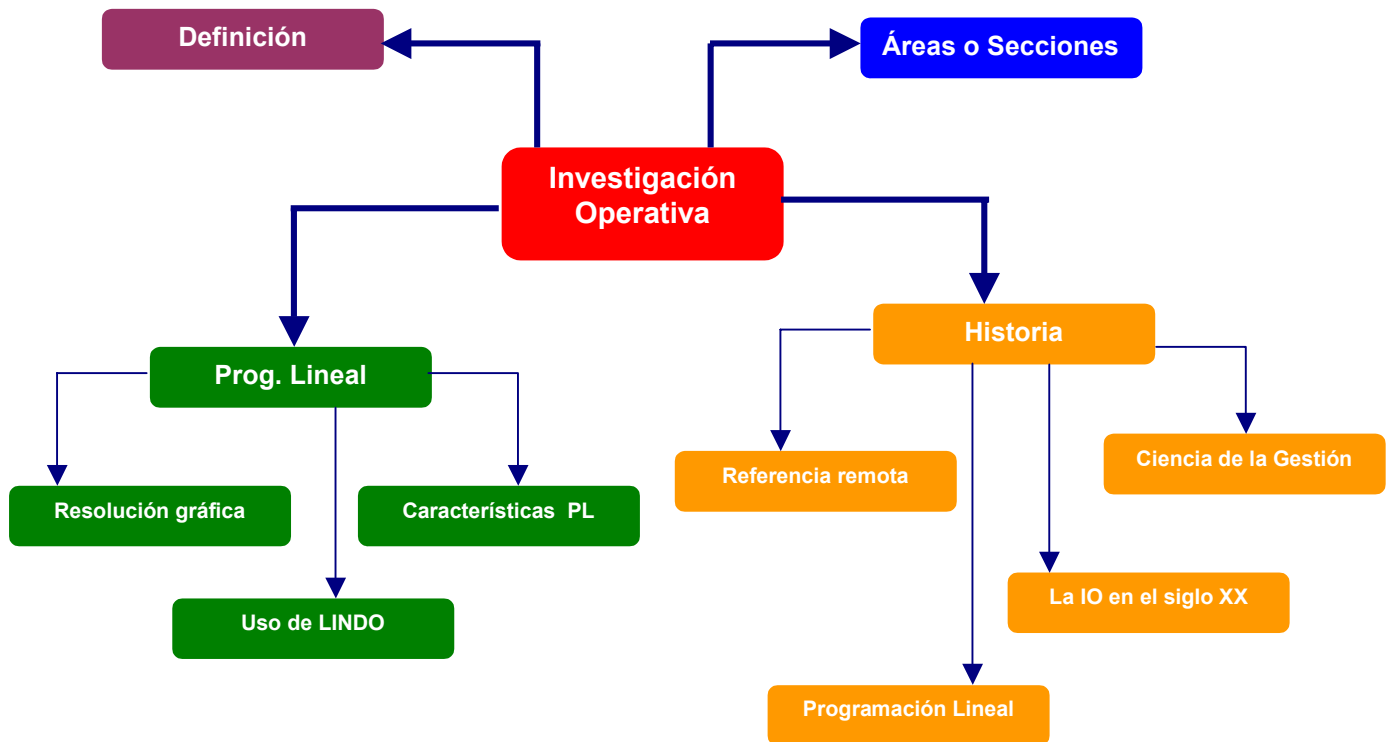 Definición
Áreas o Secciones
Investigación
Operativa
Historia
Prog. Lineal
Referencia remota
Ciencia de la Gestión
Resolución gráfica
Características PL
La IO en el siglo XX
Uso de LINDO
Programación Lineal